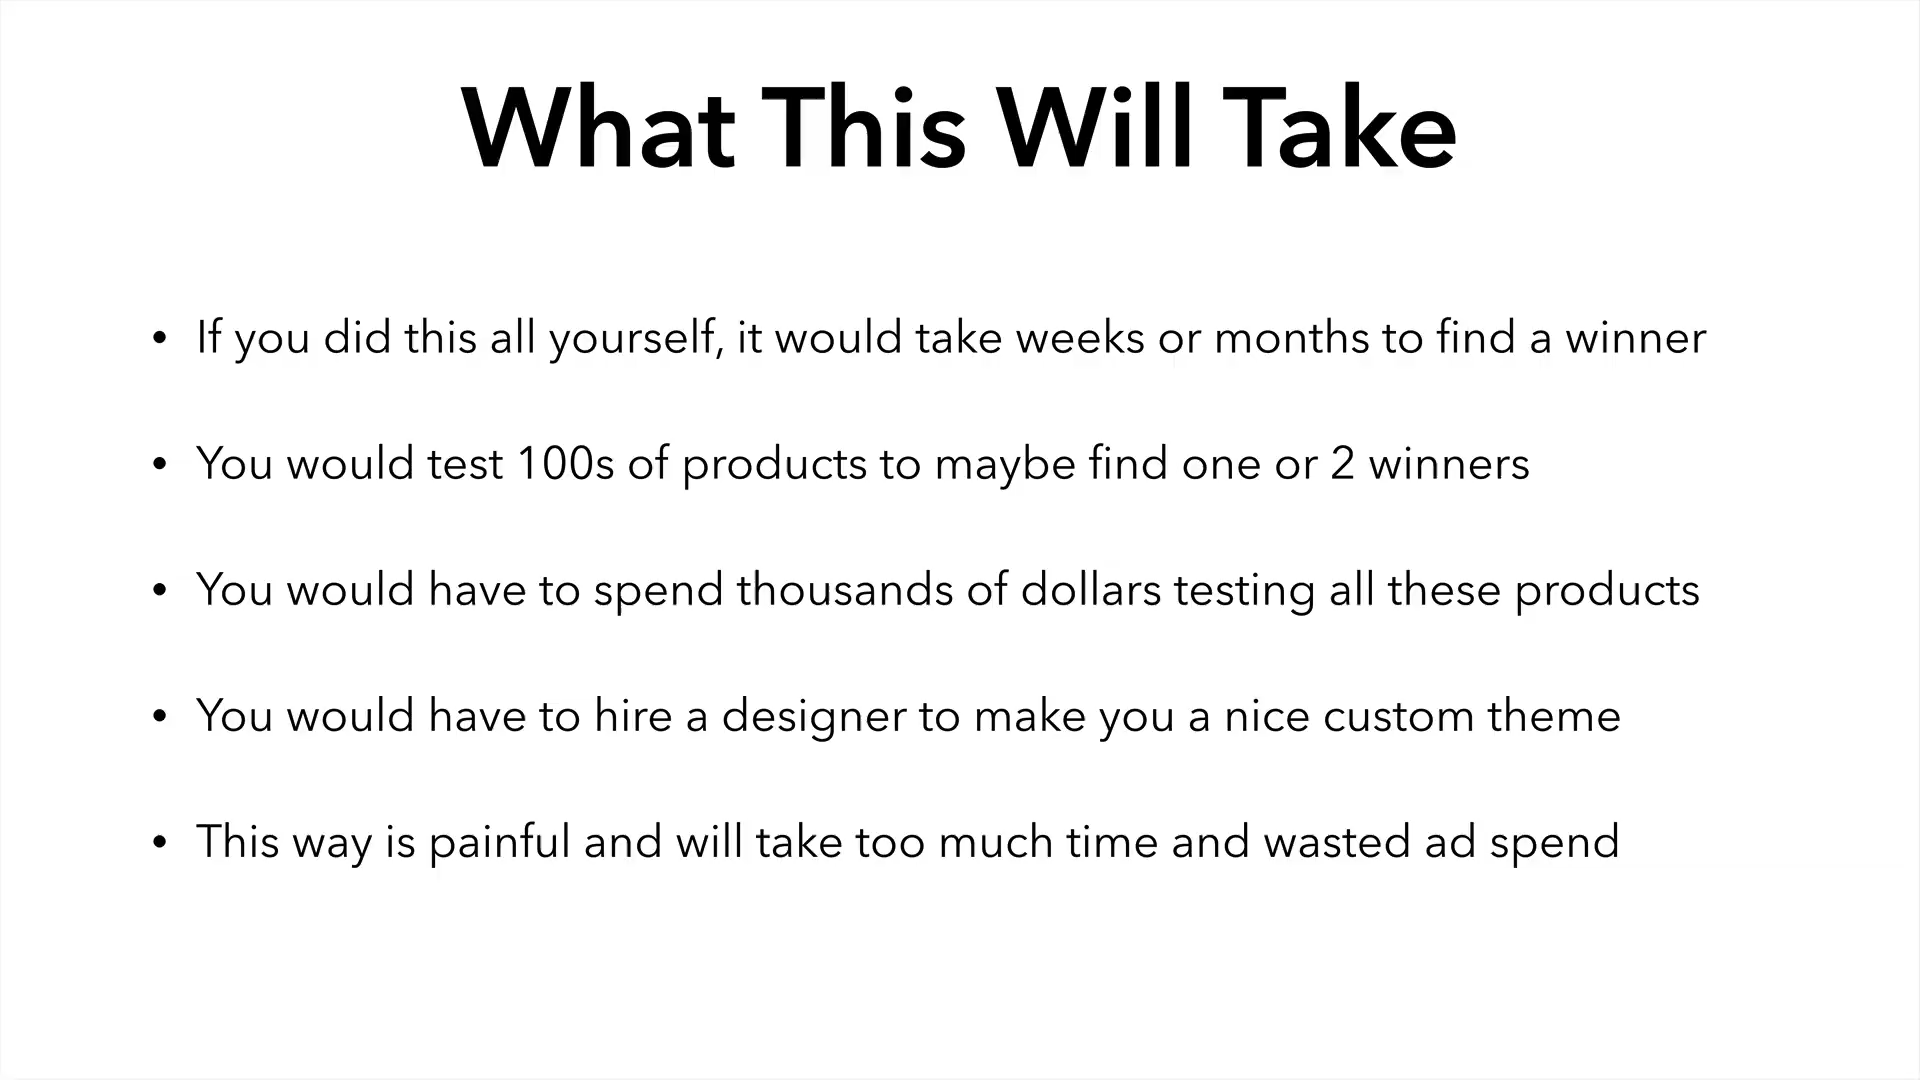 What This Will Take
• If you did this all yourself, it would take weeks or months to find a winner
• You would test 100s of products to maybe find one or 2 winners
• You would have to spend thousands of dollars testing all these products
• You would have to hire a designer to make you a nice custom theme
• This way is painful and will take too much time and wasted ad spend